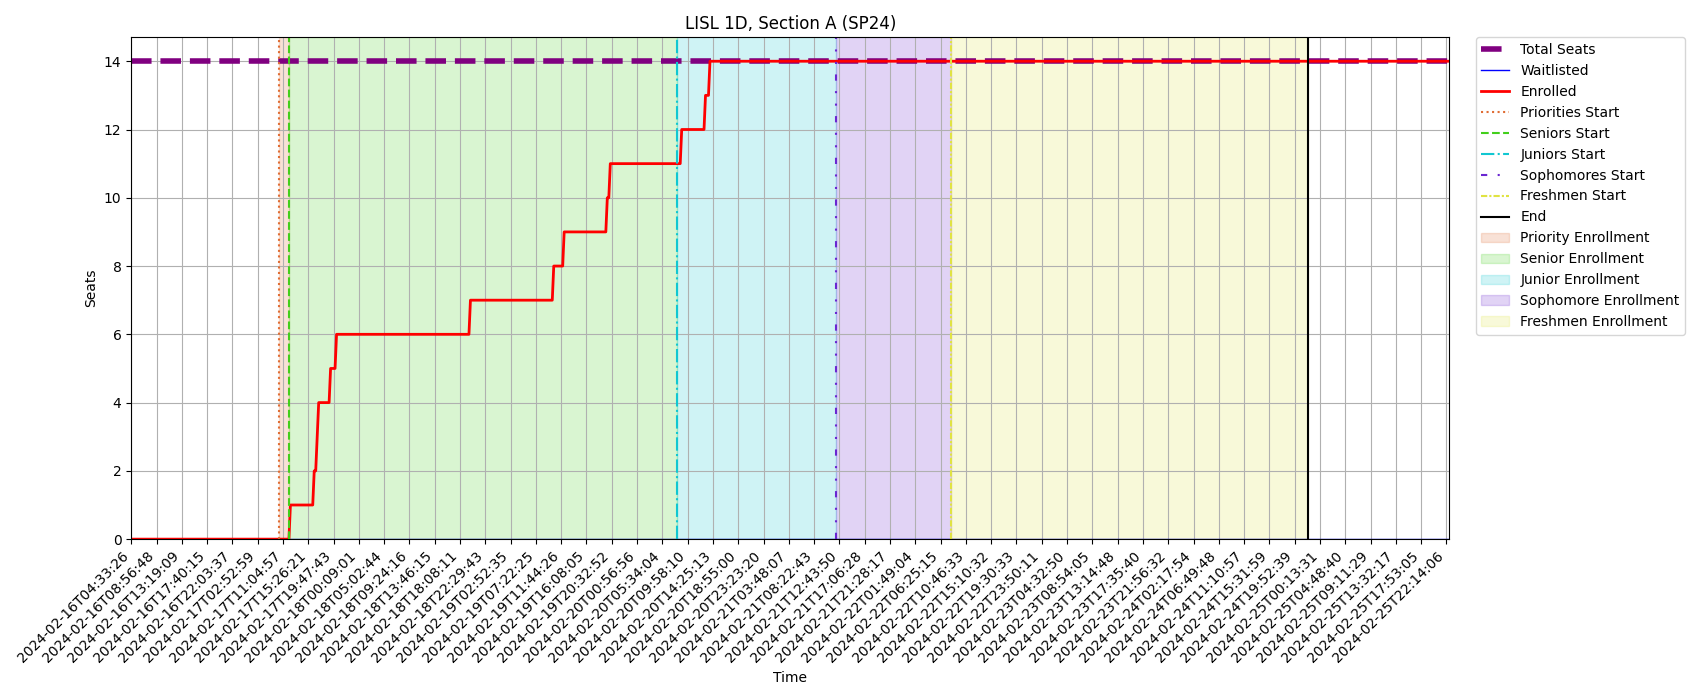 LISL 1D, Section A (SP24)
Seats
14
12
10
8
6
4
2
0
2024-02-16T04:33:26
2024-02-16T08:56:48
2024-02-16T13:19:09
2024-02-16T17:40:15
2024-02-16T22:03:37
2024-02-17T02:52:59
2024-02-17T11:04:57
2024-02-17T15:26:21
2024-02-17T19:47:43
2024-02-18T00:09:01
2024-02-18T05:02:44
2024-02-18T09:24:16
2024-02-18T13:46:15
2024-02-18T18:08:11
2024-02-18T22:29:43
2024-02-19T02:52:35
2024-02-19T07:22:25
2024-02-19T11:44:26
2024-02-19T16:08:05
2024-02-19T20:32:52
2024-02-20T00:56:56
2024-02-20T05:34:04
2024-02-20T09:58:10
2024-02-20T14:25:13
2024-02-20T18:55:00
2024-02-20T23:23:20
2024-02-21T03:48:07
2024-02-21T08:22:43
2024-02-21T12:43:50
2024-02-21T17:06:28
2024-02-21T21:28:17
2024-02-22T01:49:04
2024-02-22T06:25:15
2024-02-22T10:46:33
2024-02-22T15:10:32
2024-02-22T19:30:33
2024-02-22T23:50:11
2024-02-23T04:32:50
2024-02-23T08:54:05
2024-02-23T13:14:48
2024-02-23T17:35:40
2024-02-23T21:56:32
2024-02-24T02:17:54
2024-02-24T06:49:48
2024-02-24T11:10:57
2024-02-24T15:31:59
2024-02-24T19:52:39
2024-02-25T00:13:31
2024-02-25T04:48:40
2024-02-25T09:11:29
2024-02-25T13:32:17
2024-02-25T17:53:05
2024-02-25T22:14:06
Time
Total Seats
Waitlisted
Enrolled
Priorities Start
Seniors Start
Juniors Start
Sophomores Start
Freshmen Start
End
Priority Enrollment
Senior Enrollment
Junior Enrollment
Sophomore Enrollment
Freshmen Enrollment